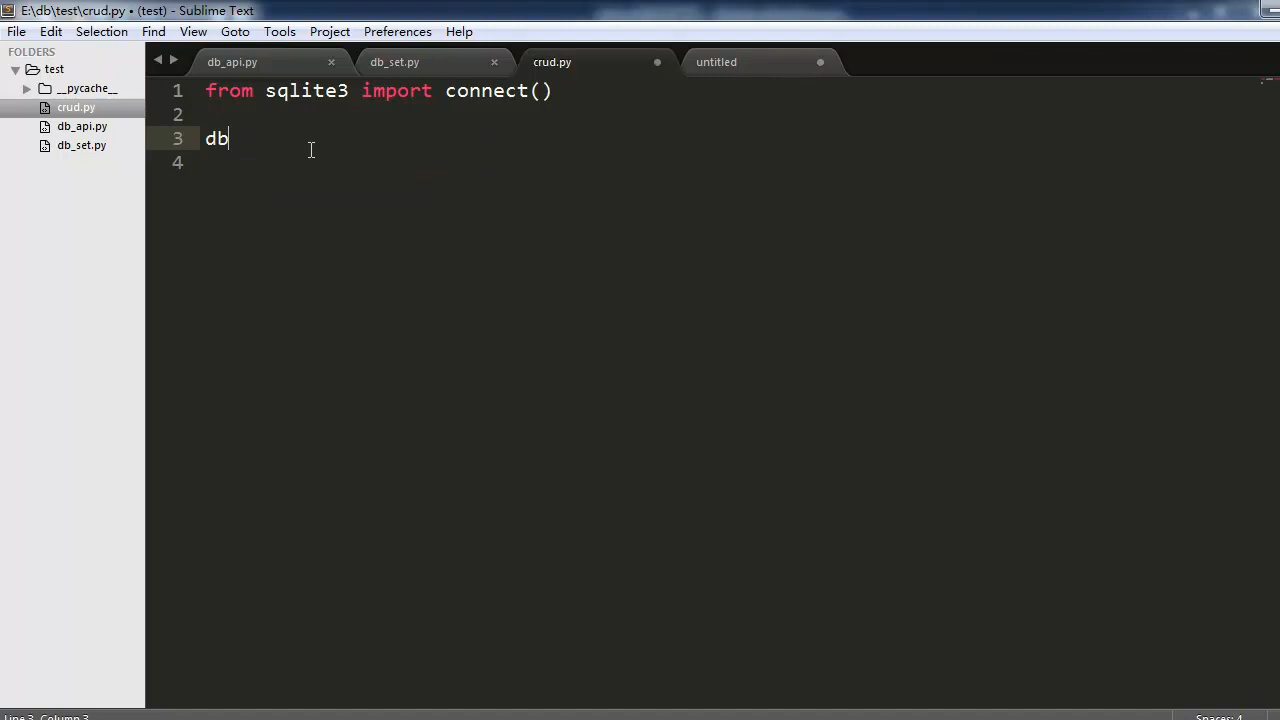 E:\db\test\crud.py • (test) - Sublime Text
File Edit Selection Find View Goto Tools Project Preferences Help
FOLDERS
test
__pycache__
crud.py
db_api.py
db_set.py
db_api.py × db_set.py × crud.py untitled
1 from sqlite3 import connect()
2
3 db
4
Line 3, Column 3 Spaces: 4